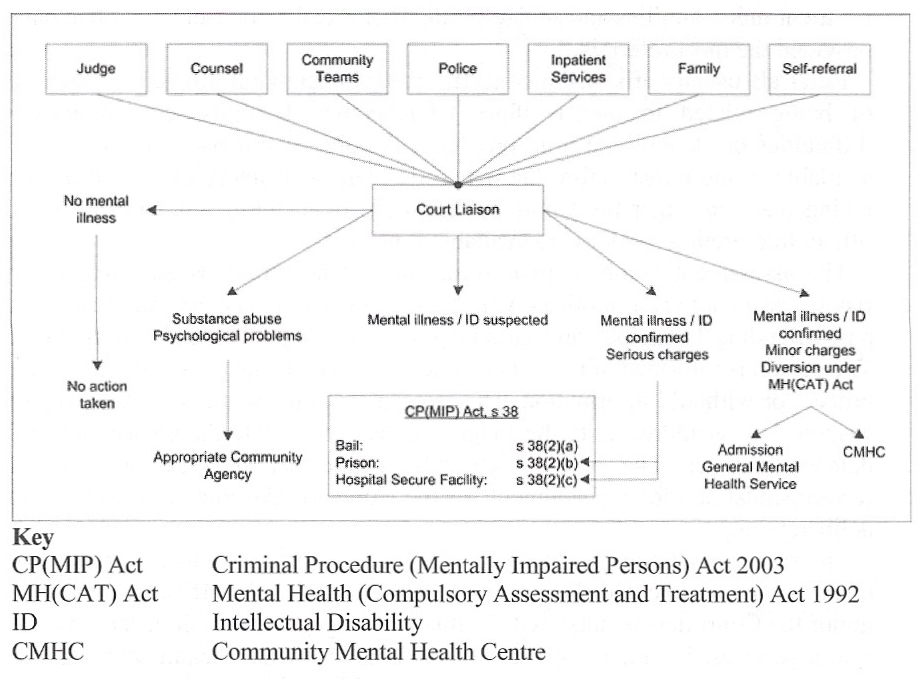 Judge
Counsel
Community
Teams
Police
Inpatient
Services
Family
Self-referral
Court Liaison
No mental
illness
No action
taken
Substance abuse
Psychological problems
Appropriate Community
Agency
Mental illness / ID suspected
Mental illness / ID
confirmed
Serious charges
Mental illness / ID
confirmed
Minor charges
Diversion under
MH(CAT) Act
CP(MIP) Act, s 38
Bail: s 38(2)(a)
Prison: s 38(2)(b)
Hospital Secure Facility: s 38(2)(c)
Admission
General Mental
Health Service
CMHC
Key
CP(MIP) Act Criminal Procedure (Mentally Impaired Persons) Act 2003
MH(CAT) Act Mental Health (Compulsory Assessment and Treatment) Act 1992
ID Intellectual Disability
CMHC Community Mental Health Centre